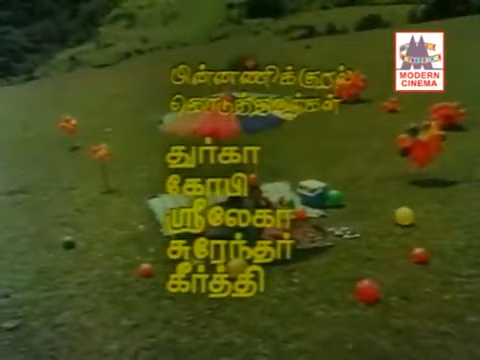 பின்னணிக்குரல்
கொடுத்தவர்கள்
துர்கா
கோபி
ஸ்ரீலேகா
சுரேந்தர்
கீர்த்தி
MODERN
CINEMA